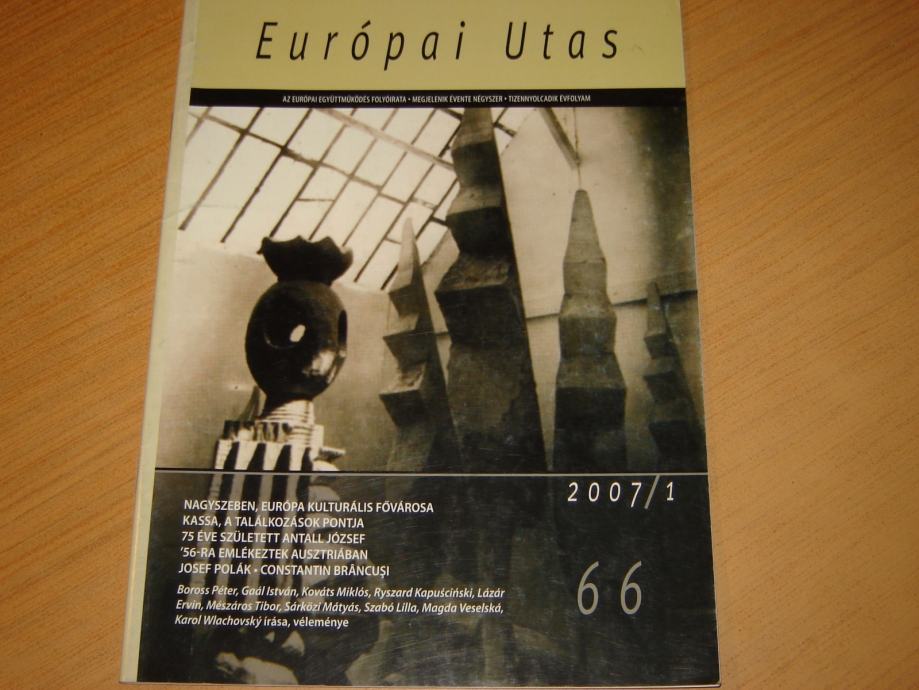 Európai Utas
AZ EURÓPAI EGYÜTTMŰKÖDÉS FOLYÓIRATA • MEGJELENIK ÉVENTE NÉGYSZER • TIZENNYOLCADIK ÉVFOLYAM
2007/1
NAGYSZEBEN, EURÓPA KULTURÁLIS FŐVÁROSA
KASSA, A TALÁLKOZÁSOK PONTJA
75 ÉVE SZÜLETETT ANTALL JÓZSEF
'56-RA EMLÉKEZTEK AUSZTRIÁBAN
JOSEF POLÁK • CONSTANTIN BRÂNCUȘI
Boross Péter, Gaál István, Kováts Miklós, Ryszard Kapuściński, Lázár
Ervin, Mészáros Tibor, Sárközi Mátyás, Szabó Lilla, Magda Veselská,
Karol Wlachovský írása, véleménye
66